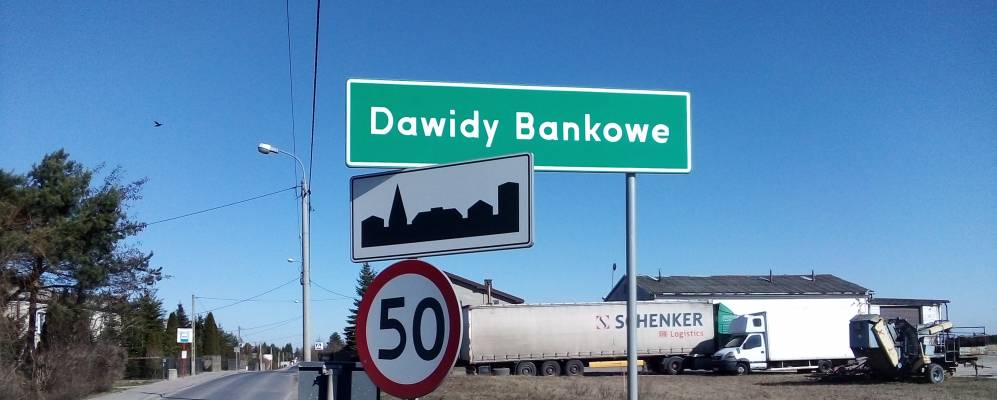 Dawidy Bankowe
50
SCHENKER
Logistics